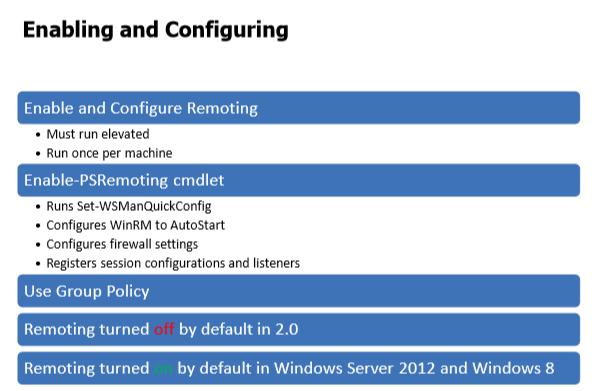 Enabling and Configuring
Enable and Configure Remoting
• Must run elevated
• Run once per machine
Enable-PSRemoting cmdlet
• Runs Set-WSManQuickConfig
• Configures WinRM to AutoStart
• Configures firewall settings
• Registers session configurations and listeners
Use Group Policy
Remoting turned off by default in 2.0
Remoting turned on by default in Windows Server 2012 and Windows 8